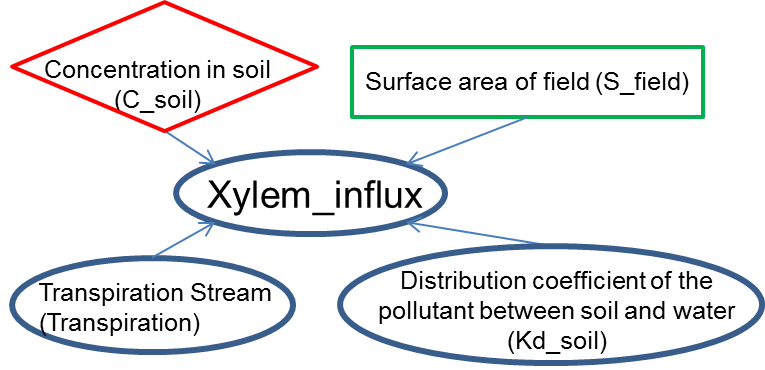 Concentration in soil
(C_soil)
Surface area of field (S_field)
Xylem_influx
Transpiration Stream
(Transpiration)
Distribution coefficient of the
pollutant between soil and water
(Kd_soil)